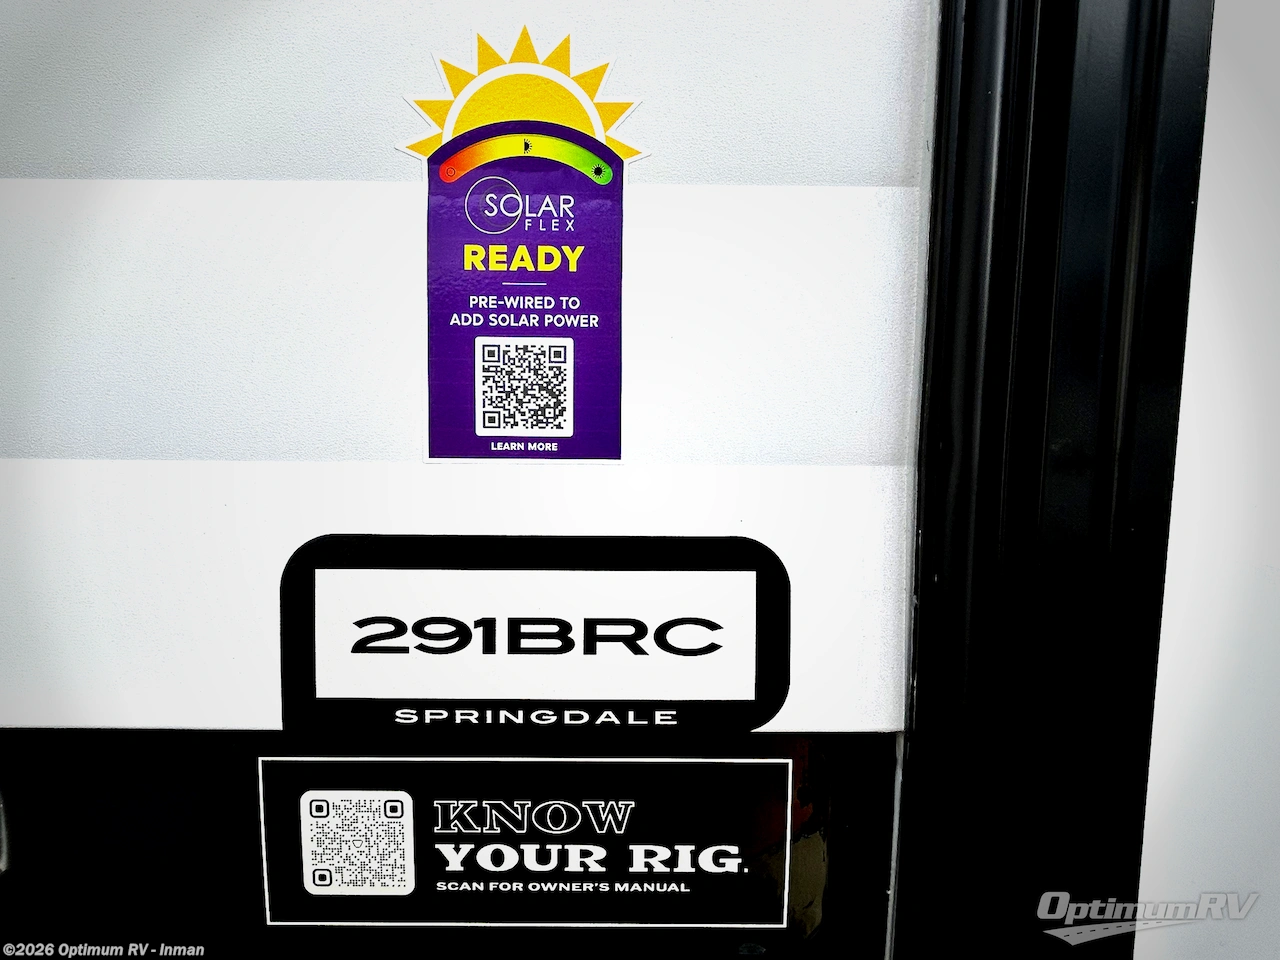 SOLAR
FLEX
READY
PRE-WIRED TO
ADD SOLAR POWER
LEARN MORE
291BRC
SPRINGDALE
KNOW
YOUR RIG.
SCAN FOR OWNER'S MANUAL
OptimumRV
©2026 Optimum RV - Inman